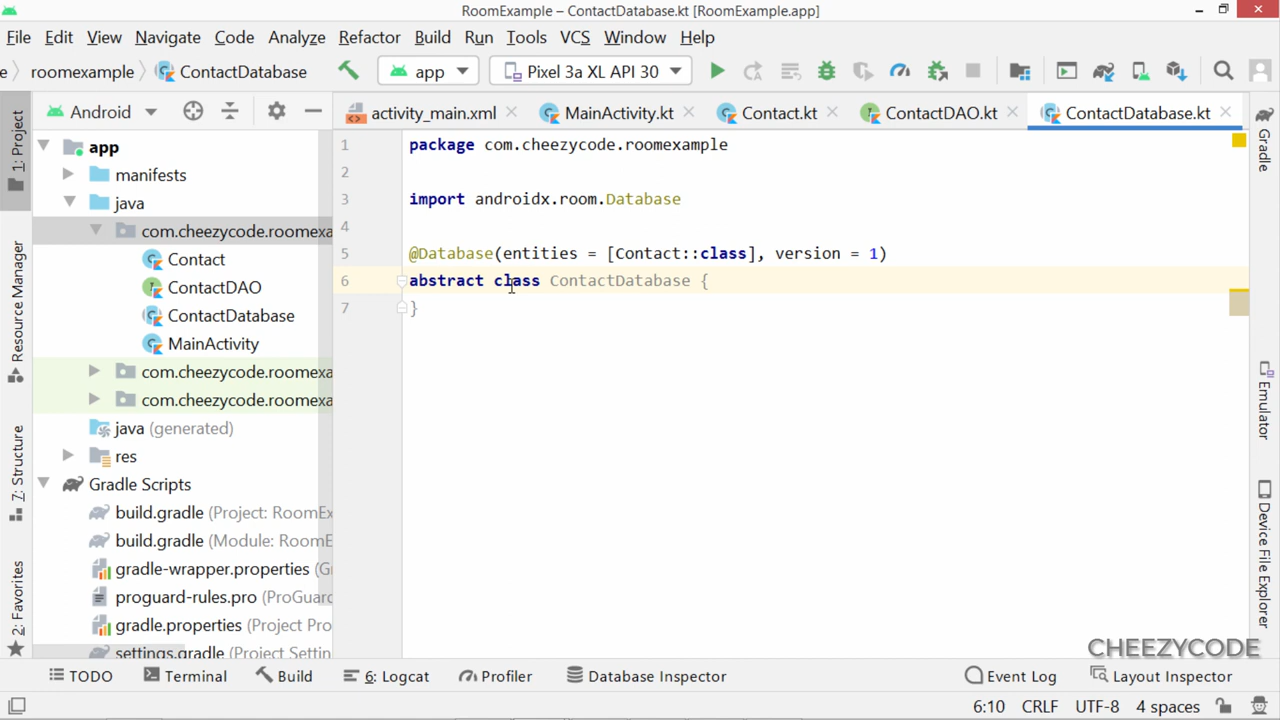 RoomExample – ContactDatabase.kt [RoomExample.app]
File Edit View Navigate Code Analyze Refactor Build Run Tools VCS Window Help
e roomexample ContactDatabase app Pixel 3a XL API 30
Android activity_main.xml MainActivity.kt Contact.kt ContactDAO.kt ContactDatabase.kt
1: Project
Resource Manager
7: Structure
2: Favorites
app
manifests
java
com.cheezycode.roomexa
Contact
ContactDAO
ContactDatabase
MainActivity
com.cheezycode.roomexa
com.cheezycode.roomexa
java (generated)
res
Gradle Scripts
build.gradle (Project: RoomEx
build.gradle (Module: RoomE
gradle-wrapper.properties (G
proguard-rules.pro (ProGuard
gradle.properties (Project Pro
settings.gradle (Project Settin
1 package com.cheezycode.roomexample
2
3 import androidx.room.Database
4
5 @Database(entities = [Contact::class], version = 1)
6 abstract class ContactDatabase {
7 }
Gradle
Emulator
Device File Explorer
CHEEZYCODE
TODO Terminal Build 6: Logcat Profiler Database Inspector Event Log Layout Inspector
6:10 CRLF UTF-8 4 spaces